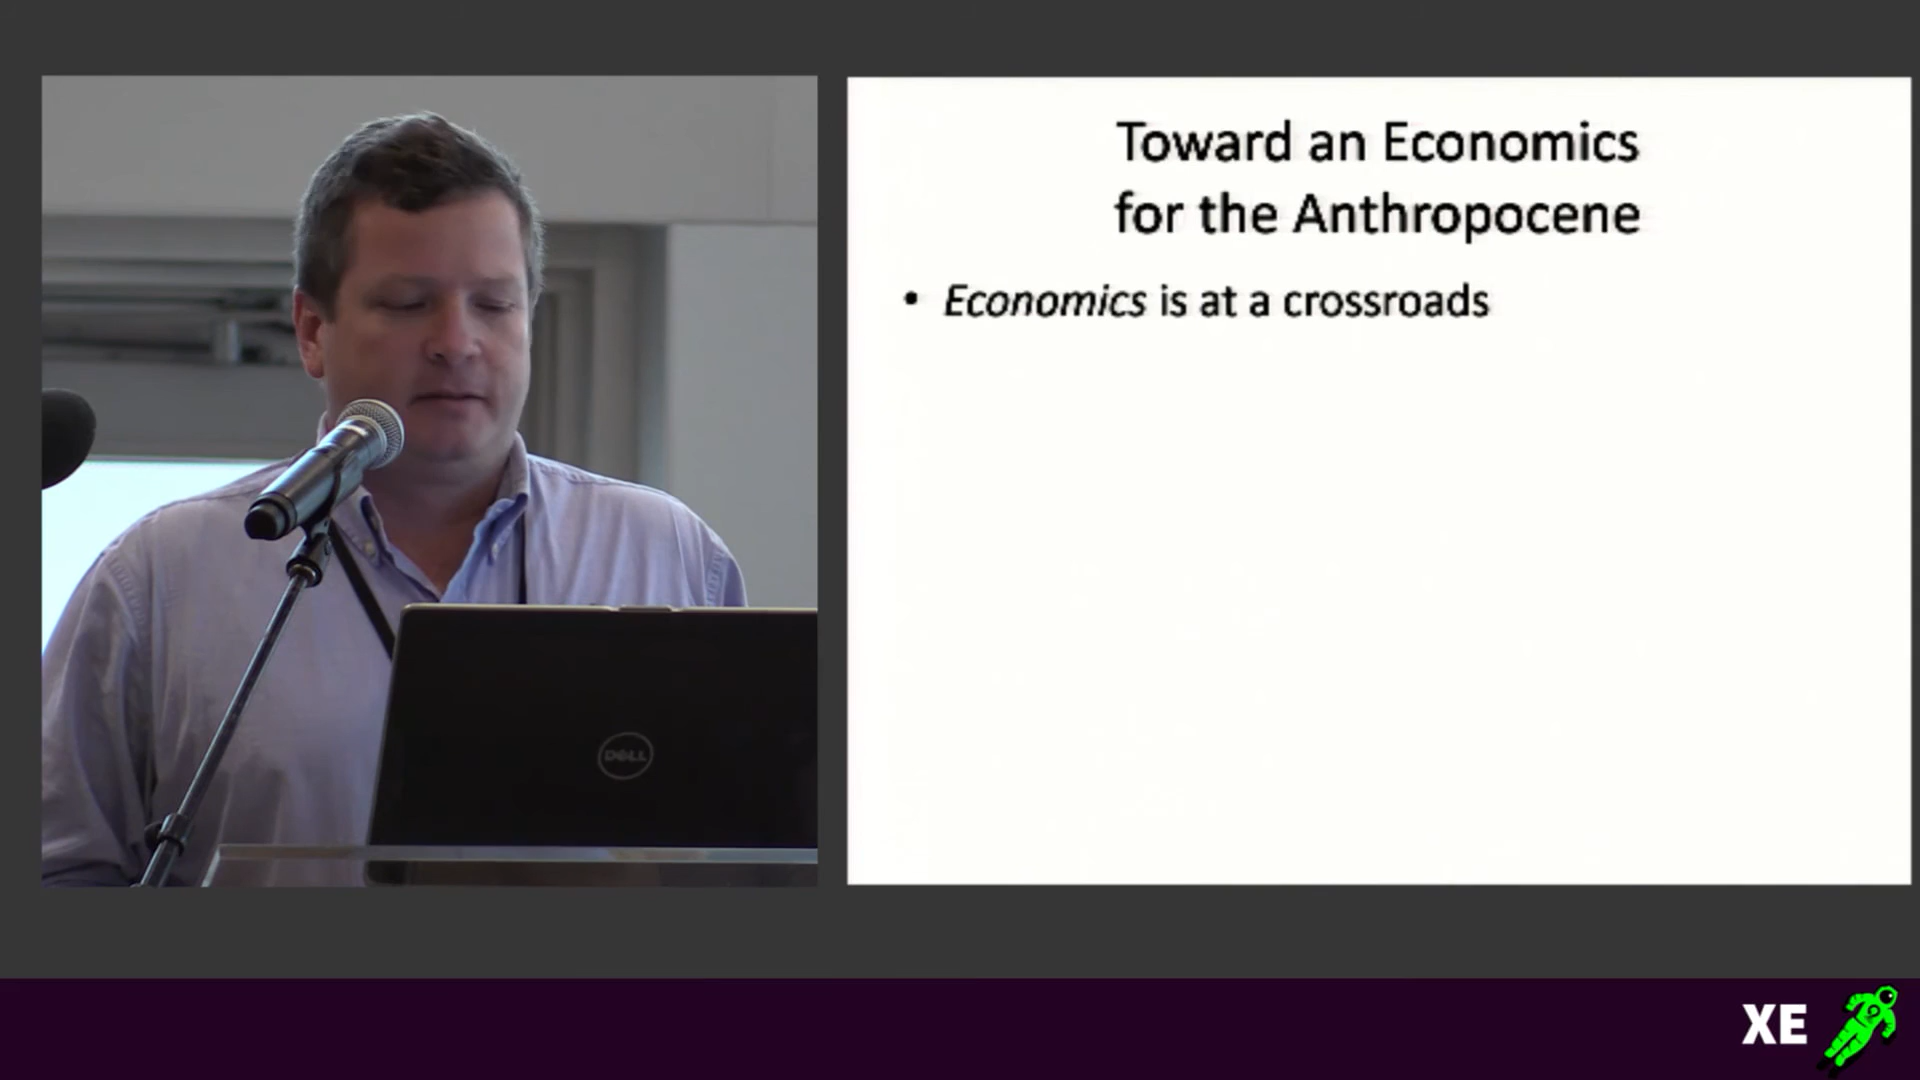 Toward an Economics
for the Anthropocene
• Economics is at a crossroads
DELL
XE